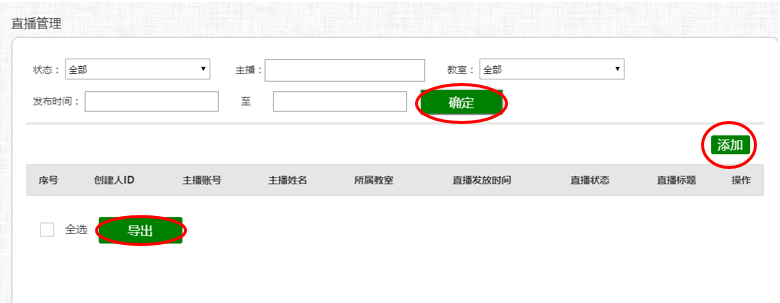 直播管理
状态： 全部 主播： 教室： 全部
发布时间： 至 确定
添加
序号 创建人ID 主播账号 主播姓名 所属教室 直播发放时间 直播状态 直播标题 操作
全选 导出